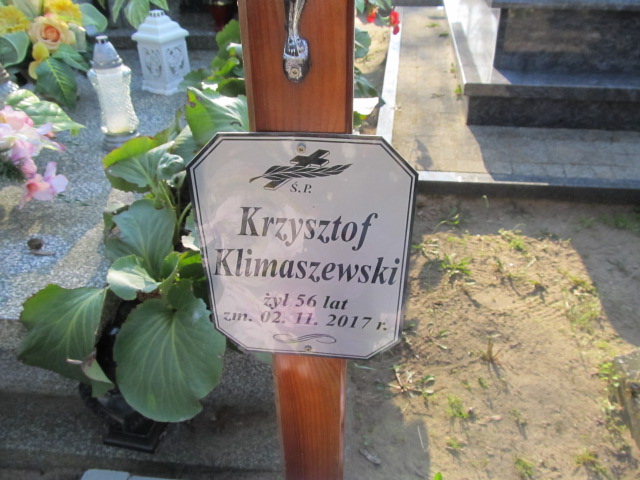 Ś.P.
Krzysztof
Klimaszewski
żył 56 lat
zm. 02. 11. 2017 r.